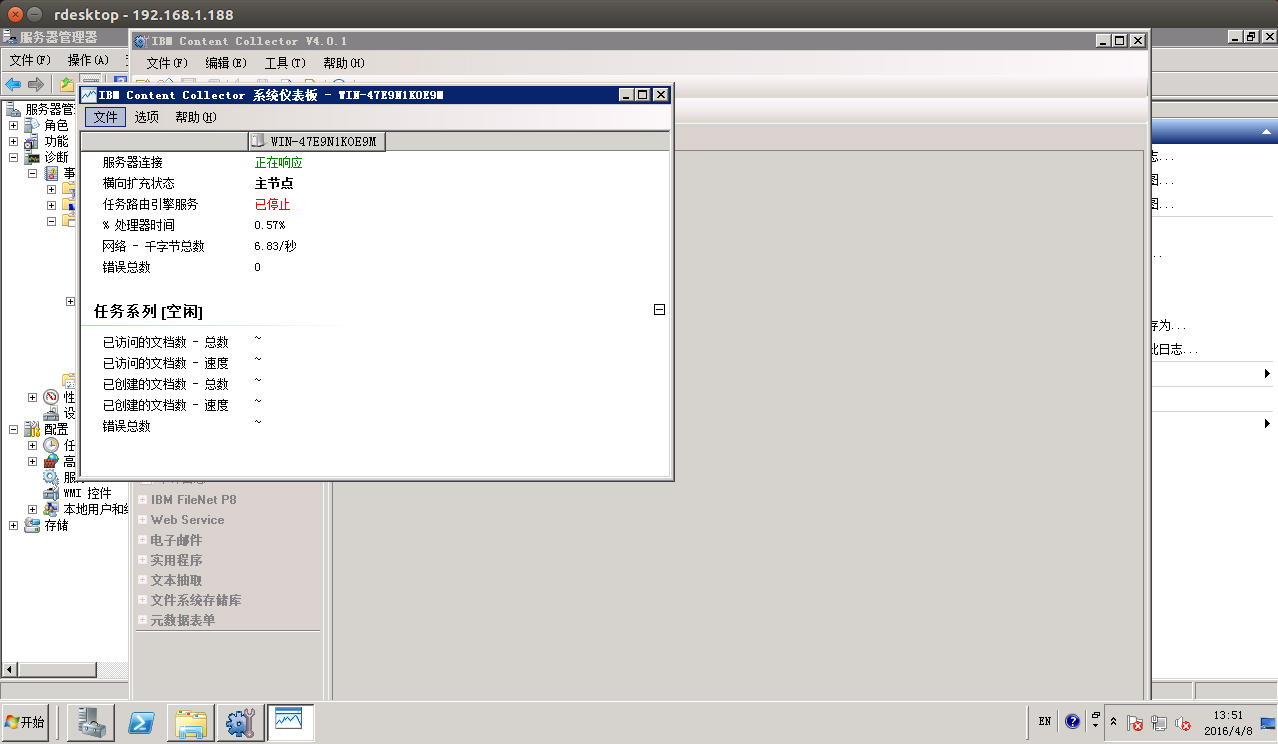 rdesktop - 192.168.1.188
服务器管理器
文件(F) 操作(A)
服务器管
角色
功能
诊断
事
性
设
配置
任
高
服
WMI 控件
本地用户和组
存储
IBM Content Collector V4.0.1
文件(F) 编辑(E) 工具(T) 帮助(H)
IBM Content Collector 系统仪表板 - WIN-47E9N1KOE9M
文件 选项 帮助(H)
WIN-47E9N1KOE9M
服务器连接 正在响应
横向扩充状态 主节点
任务路由引擎服务 已停止
% 处理器时间 0.57%
网络 - 千字节总数 6.83/秒
错误总数 0
任务系列 [空闲]
已访问的文档数 - 总数 ~
已访问的文档数 - 速度 ~
已创建的文档数 - 总数 ~
已创建的文档数 - 速度 ~
错误总数 ~
IBM FileNet P8
Web Service
电子邮件
实用程序
文本抽取
文件系统存储库
元数据表单
志...
图...
图...
..
存为...
此日志...
开始
EN
13:51
2016/4/8